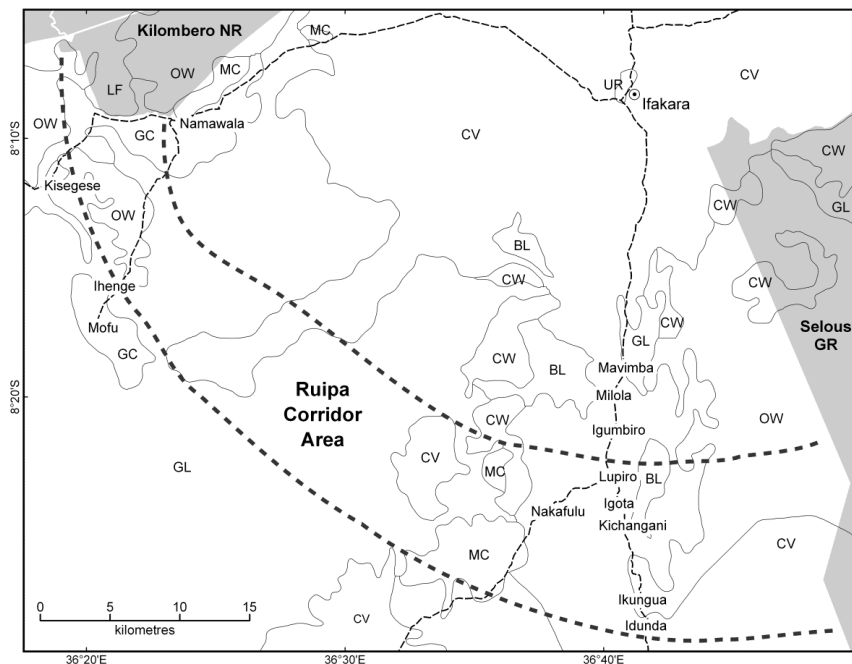 Kilombero NR
MC
OW
MC
LF
UR
CV
Ifakara
OW
GC
Namawala
CV
8°10'S
CW
Kisegese
CW
GL
OW
BL
Ihenge
CW
CW
Mofu
CW
Selous
GR
GC
CW
GL
BL
Mavimba
8°20'S
Ruipa
Corridor
Area
Milola
CW
Igumbiro
OW
CV
MC
GL
Lupiro
BL
Igota
Nakafulu
Kichangani
MC
CV
Ikungua
CV
Idunda
0 5 10 15
kilometres
36°20'E 36°30'E 36°40'E